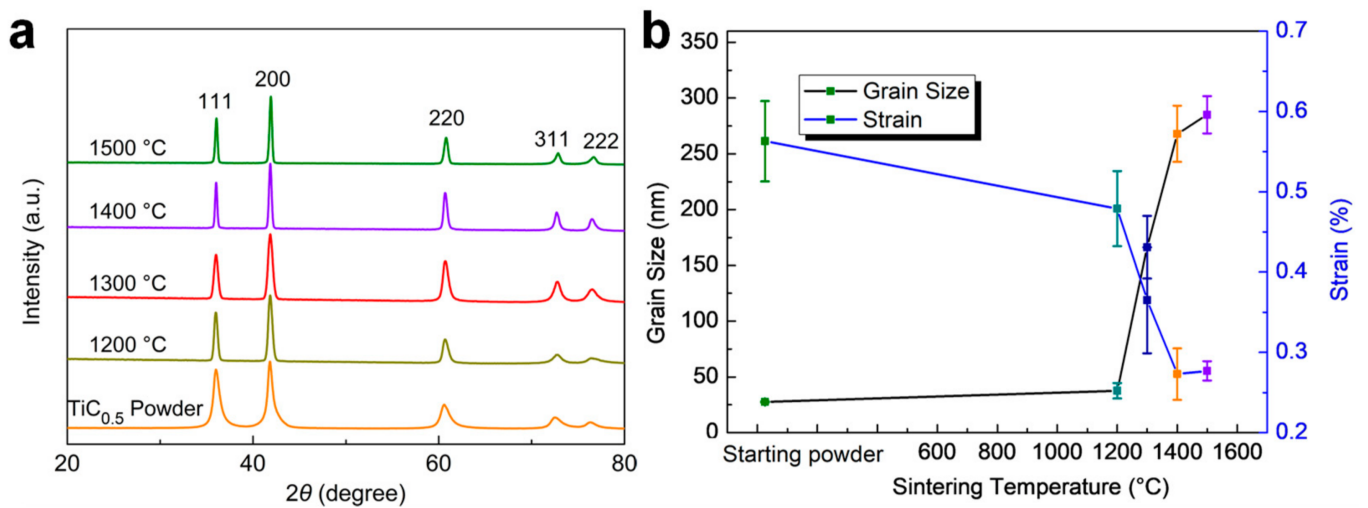 a
111
200
220
311
222
1500 °C
1400 °C
1300 °C
1200 °C
TiC0.5 Powder
Intensity (a.u.)
20
40
60
80
2θ (degree)
b
Grain Size
Strain
350
300
250
200
150
100
50
0
Grain Size (nm)
0.7
0.6
0.5
0.4
0.3
0.2
Strain (%)
Starting powder
600
800
1000
1200
1400
1600
Sintering Temperature (°C)